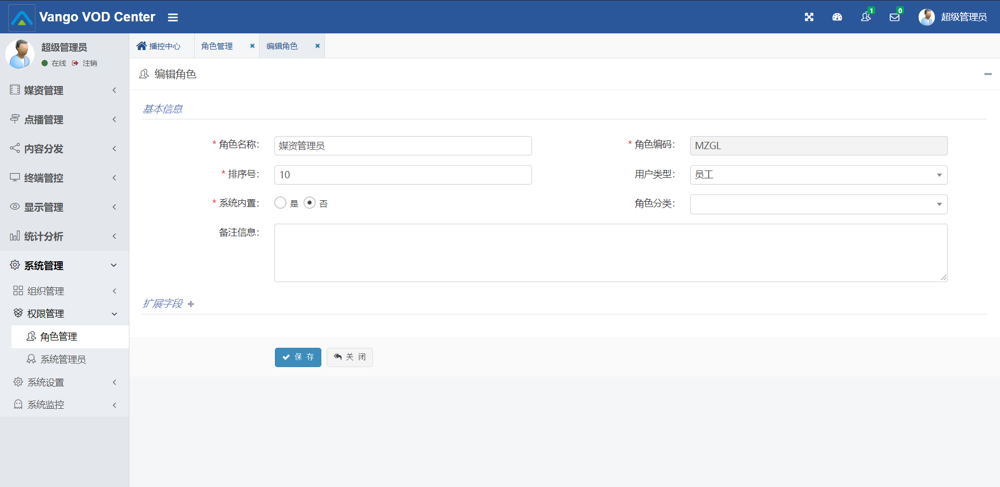 Vango VOD Center
1
0
超级管理员
超级管理员
在线 注销
媒资管理
点播管理
内容分发
终端管控
显示管理
统计分析
系统管理
组织管理
权限管理
角色管理
系统管理员
系统设置
系统监控
播控中心 角色管理 编辑角色
编辑角色
基本信息
* 角色名称: 媒资管理员 * 角色编码: MZGL
* 排序号: 10 用户类型: 员工
* 系统内置: 是 否 角色分类:
备注信息:
扩展字段
保 存 关 闭